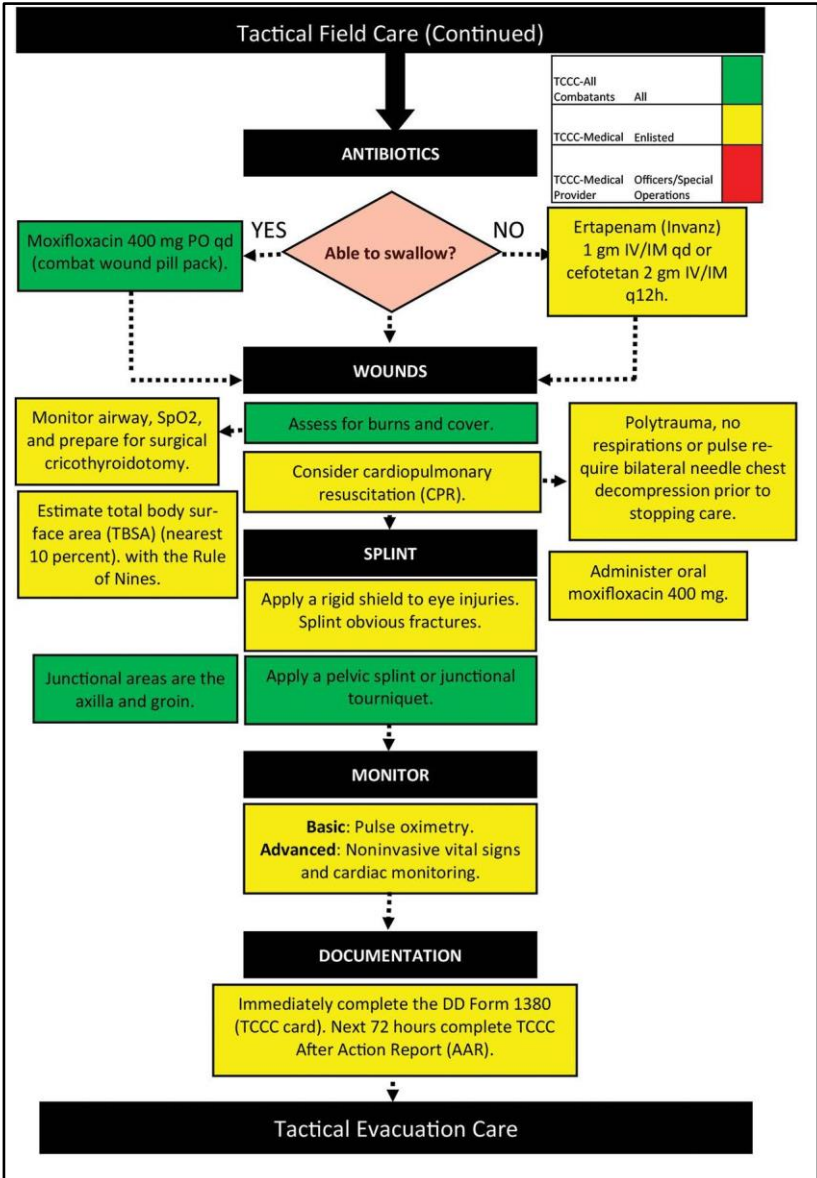 Tactical Field Care (Continued)
TCCC-All
Combatants All
TCCC-Medical Enlisted
TCCC-Medical Officers/Special
Provider Operations
ANTIBIOTICS
YES
Able to swallow?
NO
Moxifloxacin 400 mg PO qd
(combat wound pill pack).
Ertapenam (Invanz)
1 gm IV/IM qd or
cefotetan 2 gm IV/IM
q12h.
WOUNDS
Monitor airway, SpO2,
and prepare for surgical
cricothyroidotomy.
Assess for burns and cover.
Consider cardiopulmonary
resuscitation (CPR).
Polytrauma, no
respirations or pulse re-
quire bilateral needle chest
decompression prior to
stopping care.
Estimate total body sur-
face area (TBSA) (nearest
10 percent). with the Rule
of Nines.
SPLINT
Apply a rigid shield to eye injuries.
Splint obvious fractures.
Administer oral
moxifloxacin 400 mg.
Junctional areas are the
axilla and groin.
Apply a pelvic splint or junctional
tourniquet.
MONITOR
Basic: Pulse oximetry.
Advanced: Noninvasive vital signs
and cardiac monitoring.
DOCUMENTATION
Immediately complete the DD Form 1380
(TCCC card). Next 72 hours complete TCCC
After Action Report (AAR).
Tactical Evacuation Care